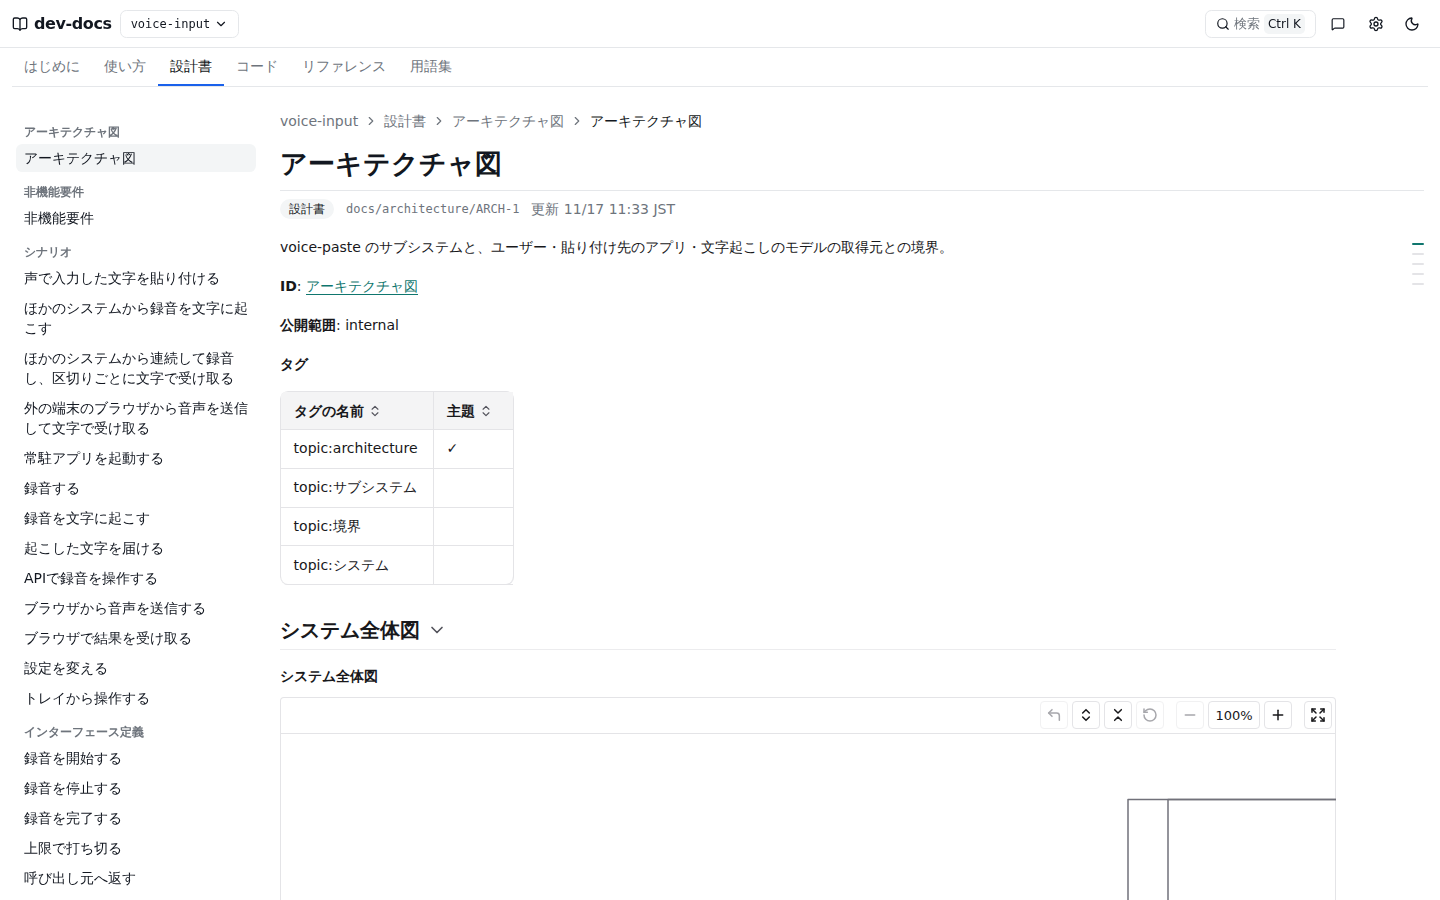 dev-docs
voice-input
検索 Ctrl K
はじめに 使い方 設計書 コード リファレンス 用語集
アーキテクチャ図
アーキテクチャ図
非機能要件
非機能要件
シナリオ
声で入力した文字を貼り付ける
ほかのシステムから録音を文字に起
こす
ほかのシステムから連続して録音
し、区切りごとに文字で受け取る
外の端末のブラウザから音声を送信
して文字で受け取る
常駐アプリを起動する
録音する
録音を文字に起こす
起こした文字を届ける
APIで録音を操作する
ブラウザから音声を送信する
ブラウザで結果を受け取る
設定を変える
トレイから操作する
インターフェース定義
録音を開始する
録音を停止する
録音を完了する
上限で打ち切る
呼び出し元へ返す
voice-input 設計書 アーキテクチャ図 アーキテクチャ図
アーキテクチャ図
設計書 docs/architecture/ARCH-1 更新 11/17 11:33 JST
voice-paste のサブシステムと、ユーザー・貼り付け先のアプリ・文字起こしのモデルの取得元との境界。
ID: アーキテクチャ図
公開範囲: internal
タグ
タグの名前 主題
topic:architecture ✓
topic:サブシステム
topic:境界
topic:システム
システム全体図
システム全体図
100%